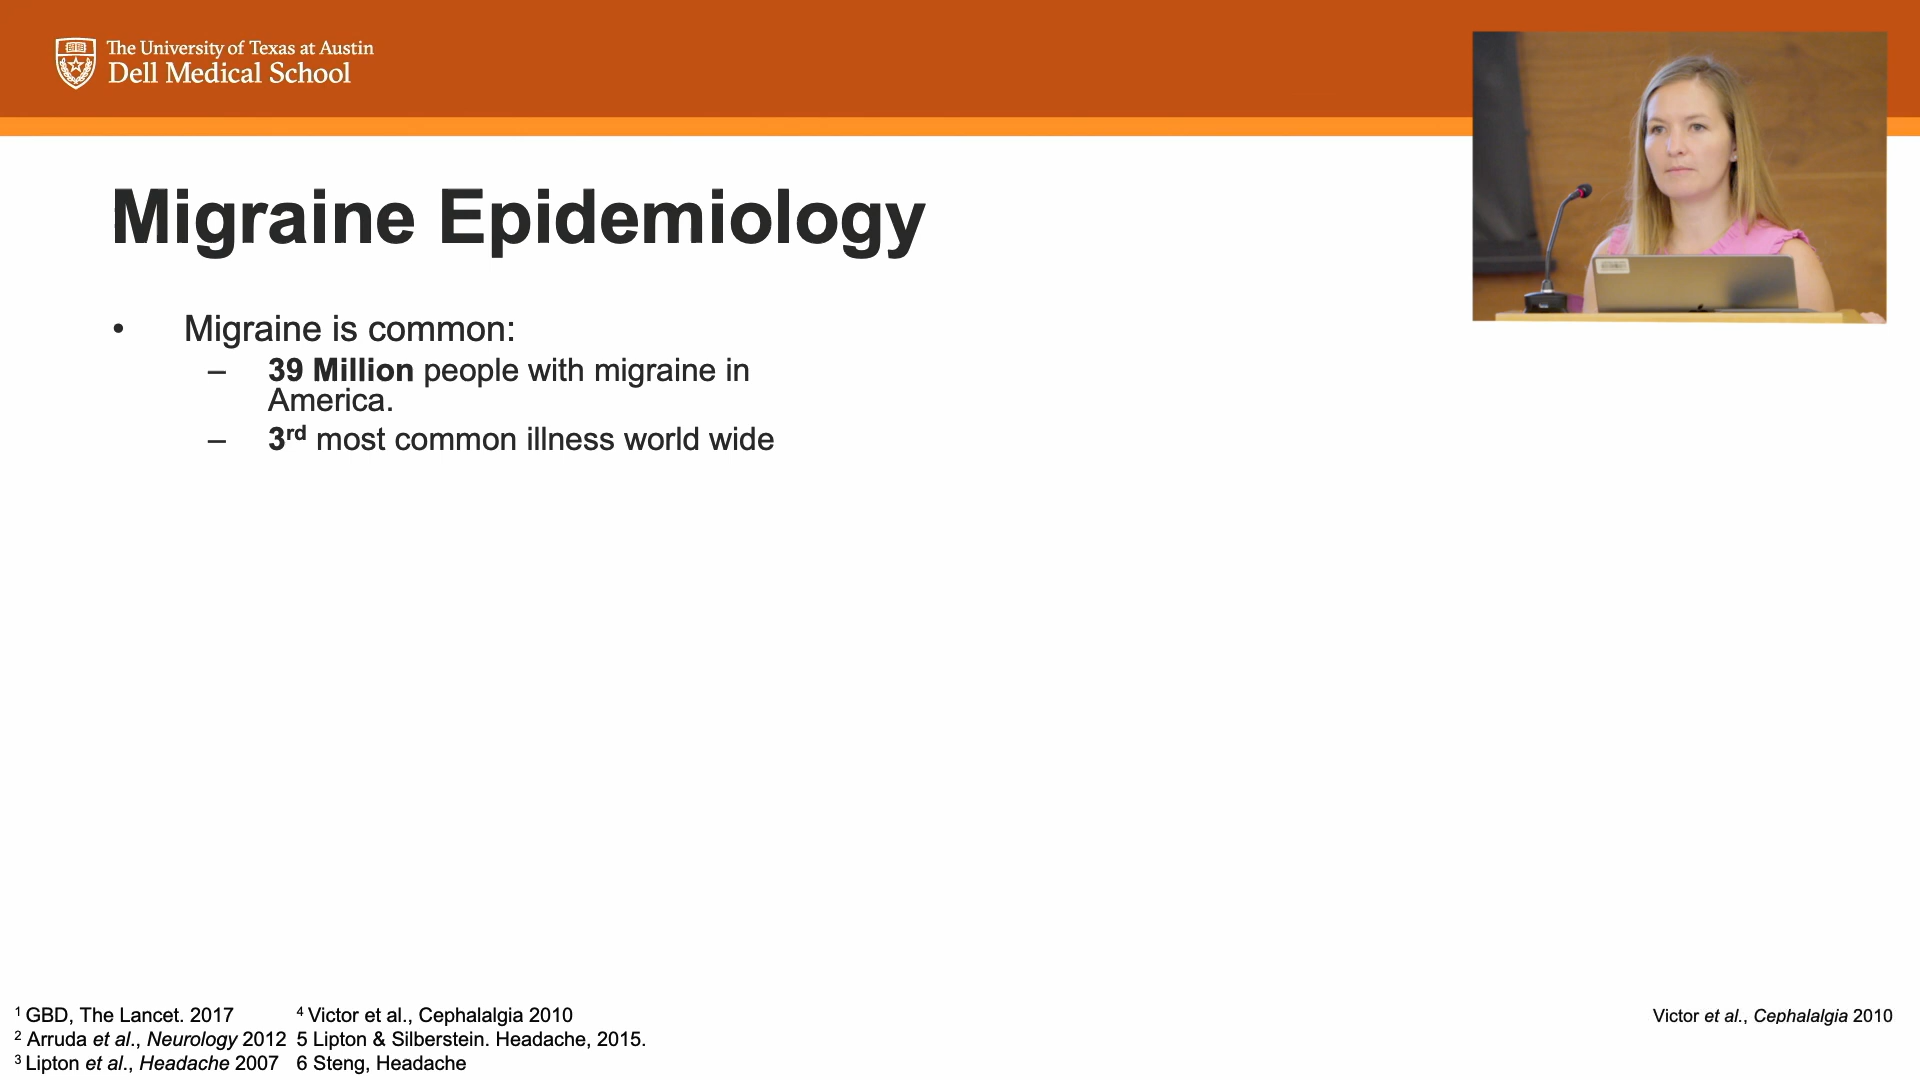 The University of Texas at Austin
Dell Medical School
Migraine Epidemiology
• Migraine is common:
– 39 Million people with migraine in
America.
– 3rd most common illness world wide
1 GBD, The Lancet. 2017
2 Arruda et al., Neurology 2012
3 Lipton et al., Headache 2007
4 Victor et al., Cephalalgia 2010
5 Lipton & Silberstein. Headache, 2015.
6 Steng, Headache
Victor et al., Cephalalgia 2010